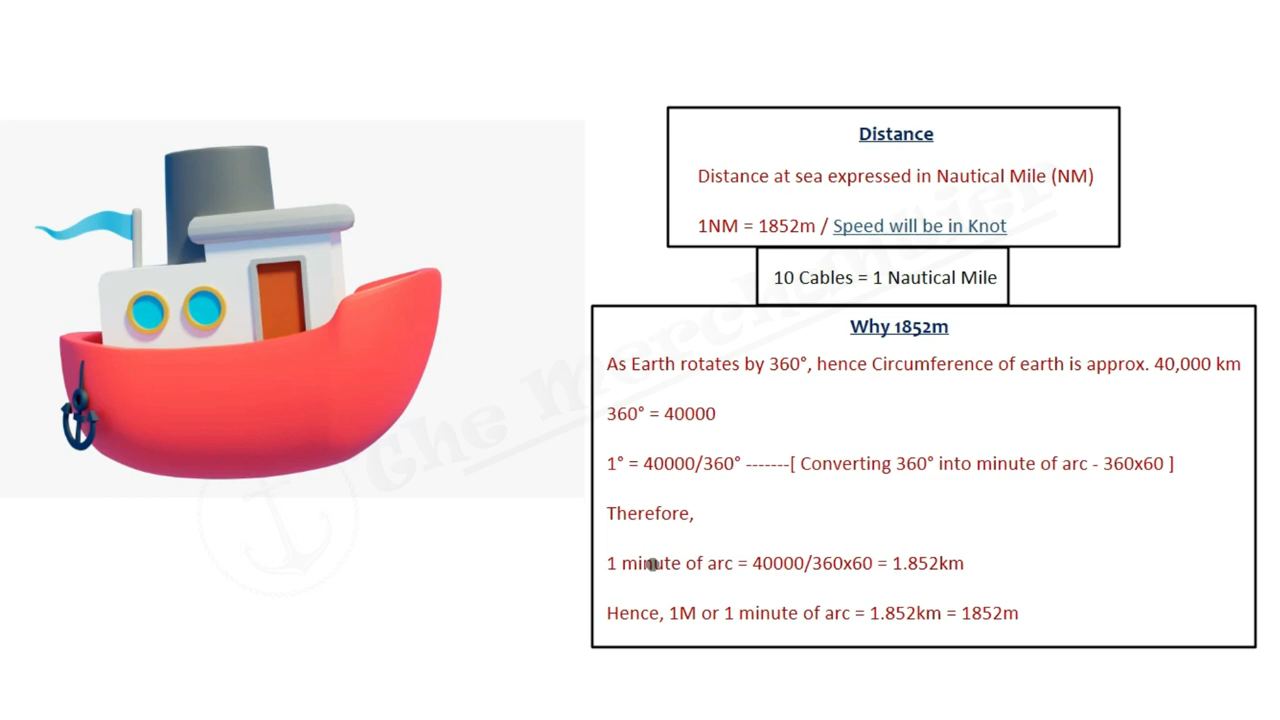 Distance
Distance at sea expressed in Nautical Mile (NM)
1NM = 1852m / Speed will be in Knot
10 Cables = 1 Nautical Mile
Why 1852m
As Earth rotates by 360°, hence Circumference of earth is approx. 40,000 km
360° = 40000
1° = 40000/360° -------[ Converting 360° into minute of arc - 360x60 ]
Therefore,
1 minute of arc = 40000/360x60 = 1.852km
Hence, 1M or 1 minute of arc = 1.852km = 1852m